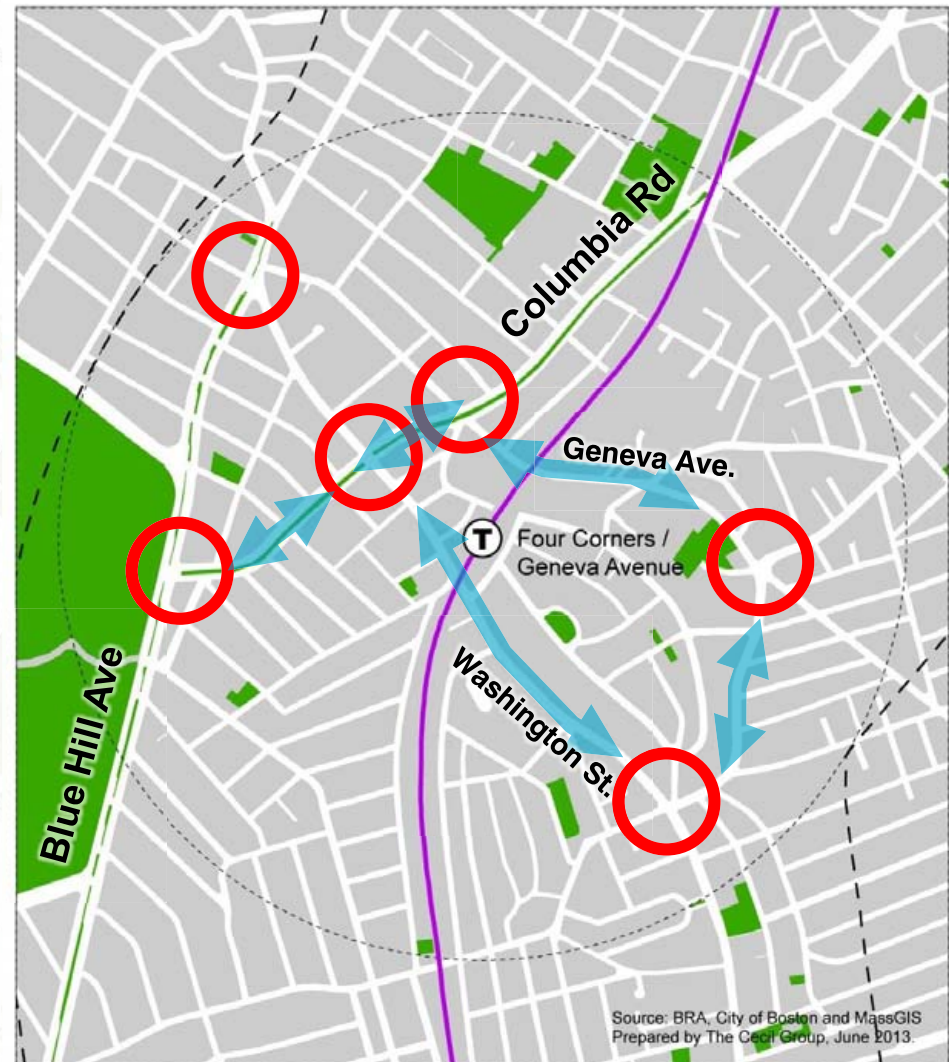 Columbia Rd
Geneva Ave.
T
Four Corners /
Geneva Avenue
Washington St.
Blue Hill Ave
Source: BRA, City of Boston and MassGIS
Prepared by The Cecil Group, June 2013.